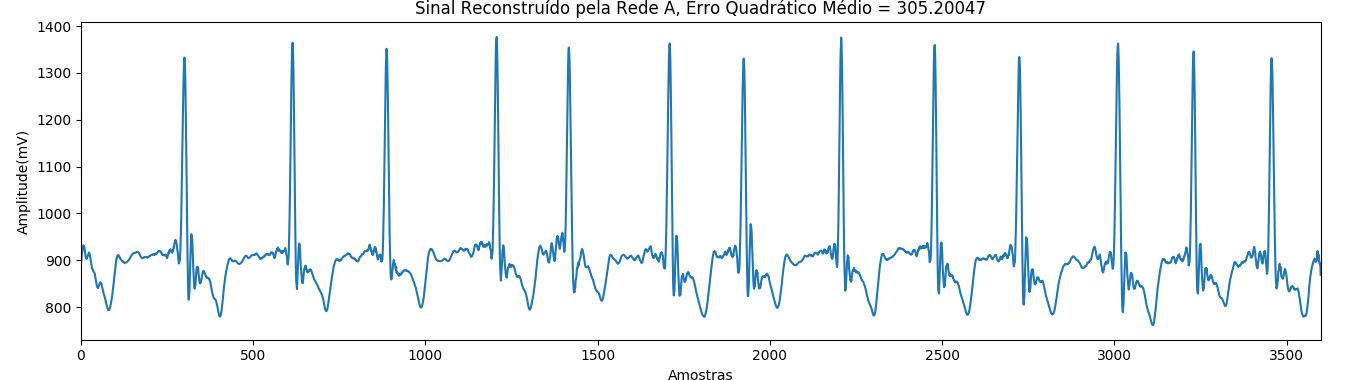 Sinal Reconstruído pela Rede A, Erro Quadrático Médio = 305.20047
1400
1300
1200
1100
1000
900
800
Amplitude(mV)
0 500 1000 1500 2000 2500 3000 3500
Amostras